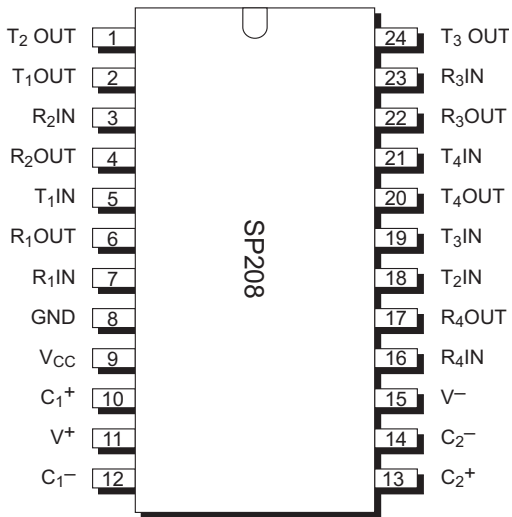 T₂ OUT 1 24 T₃ OUT
T₁OUT 2 23 R₃IN
R₂IN 3 22 R₃OUT
R₂OUT 4 21 T₄IN
T₁IN 5 20 T₄OUT
R₁OUT 6 19 T₃IN
R₁IN 7 18 T₂IN
GND 8 17 R₄OUT
V_CC 9 16 R₄IN
C₁⁺ 10 15 V⁻
V⁺ 11 14 C₂⁻
C₁⁻ 12 13 C₂⁺
SP208